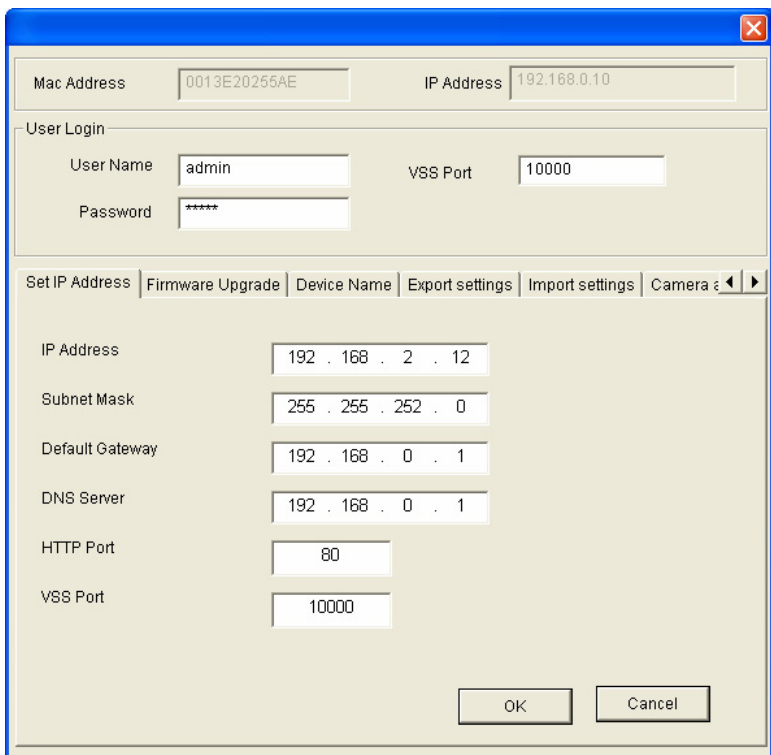 Mac Address 0013E20255AE IP Address 192.168.0.10
User Login
User Name admin VSS Port 10000
Password *****
Set IP Address Firmware Upgrade Device Name Export settings Import settings Camera a
IP Address 192 . 168 . 2 . 12
Subnet Mask 255 . 255 . 252 . 0
Default Gateway 192 . 168 . 0 . 1
DNS Server 192 . 168 . 0 . 1
HTTP Port 80
VSS Port 10000
OK Cancel